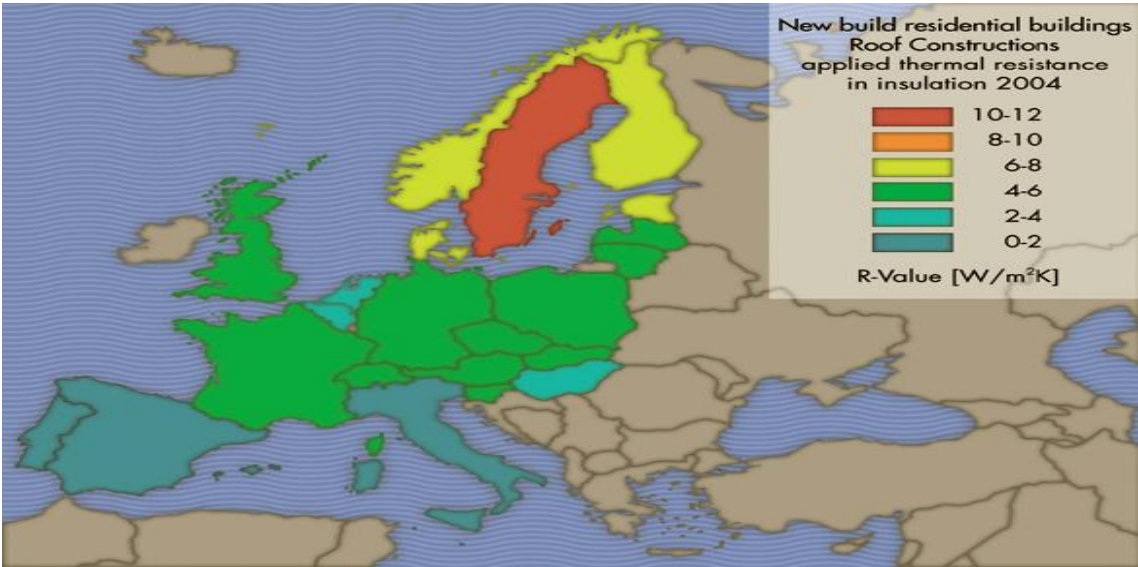 New build residential buildings
Roof Constructions
applied thermal resistance
in insulation 2004
10-12
8-10
6-8
4-6
2-4
0-2
R-Value [W/m²K]